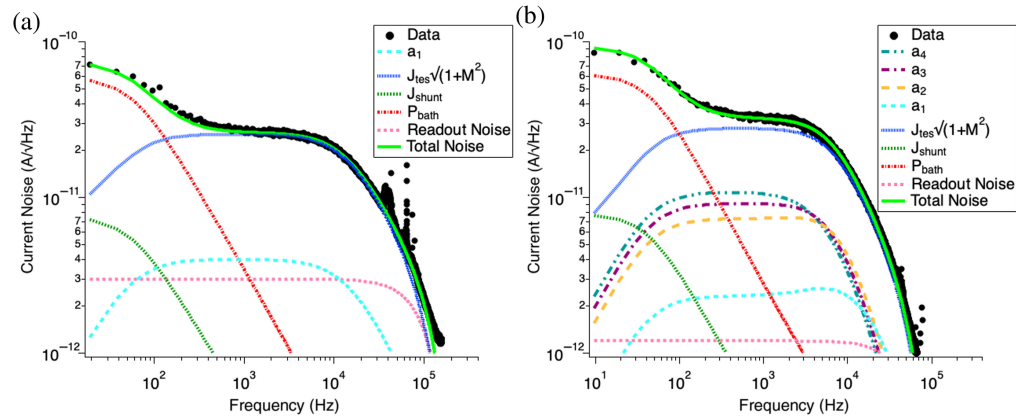 (a)
Current Noise (A/√Hz)
10⁻¹⁰
7
6
5
4
3
2
10⁻¹¹
7
6
5
4
3
2
10⁻¹²
10²
10³
10⁴
10⁵
Frequency (Hz)
Data
a₁
Jₜₑₛ√(1+M²)
J_shunt
P_bath
Readout Noise
Total Noise
(b)
Current Noise (A/√Hz)
10⁻¹⁰
7
6
5
4
3
2
10⁻¹¹
7
6
5
4
3
2
10⁻¹²
10¹
10²
10³
10⁴
10⁵
Frequency (Hz)
Data
a₄
a₃
a₂
a₁
Jₜₑₛ√(1+M²)
J_shunt
P_bath
Readout Noise
Total Noise